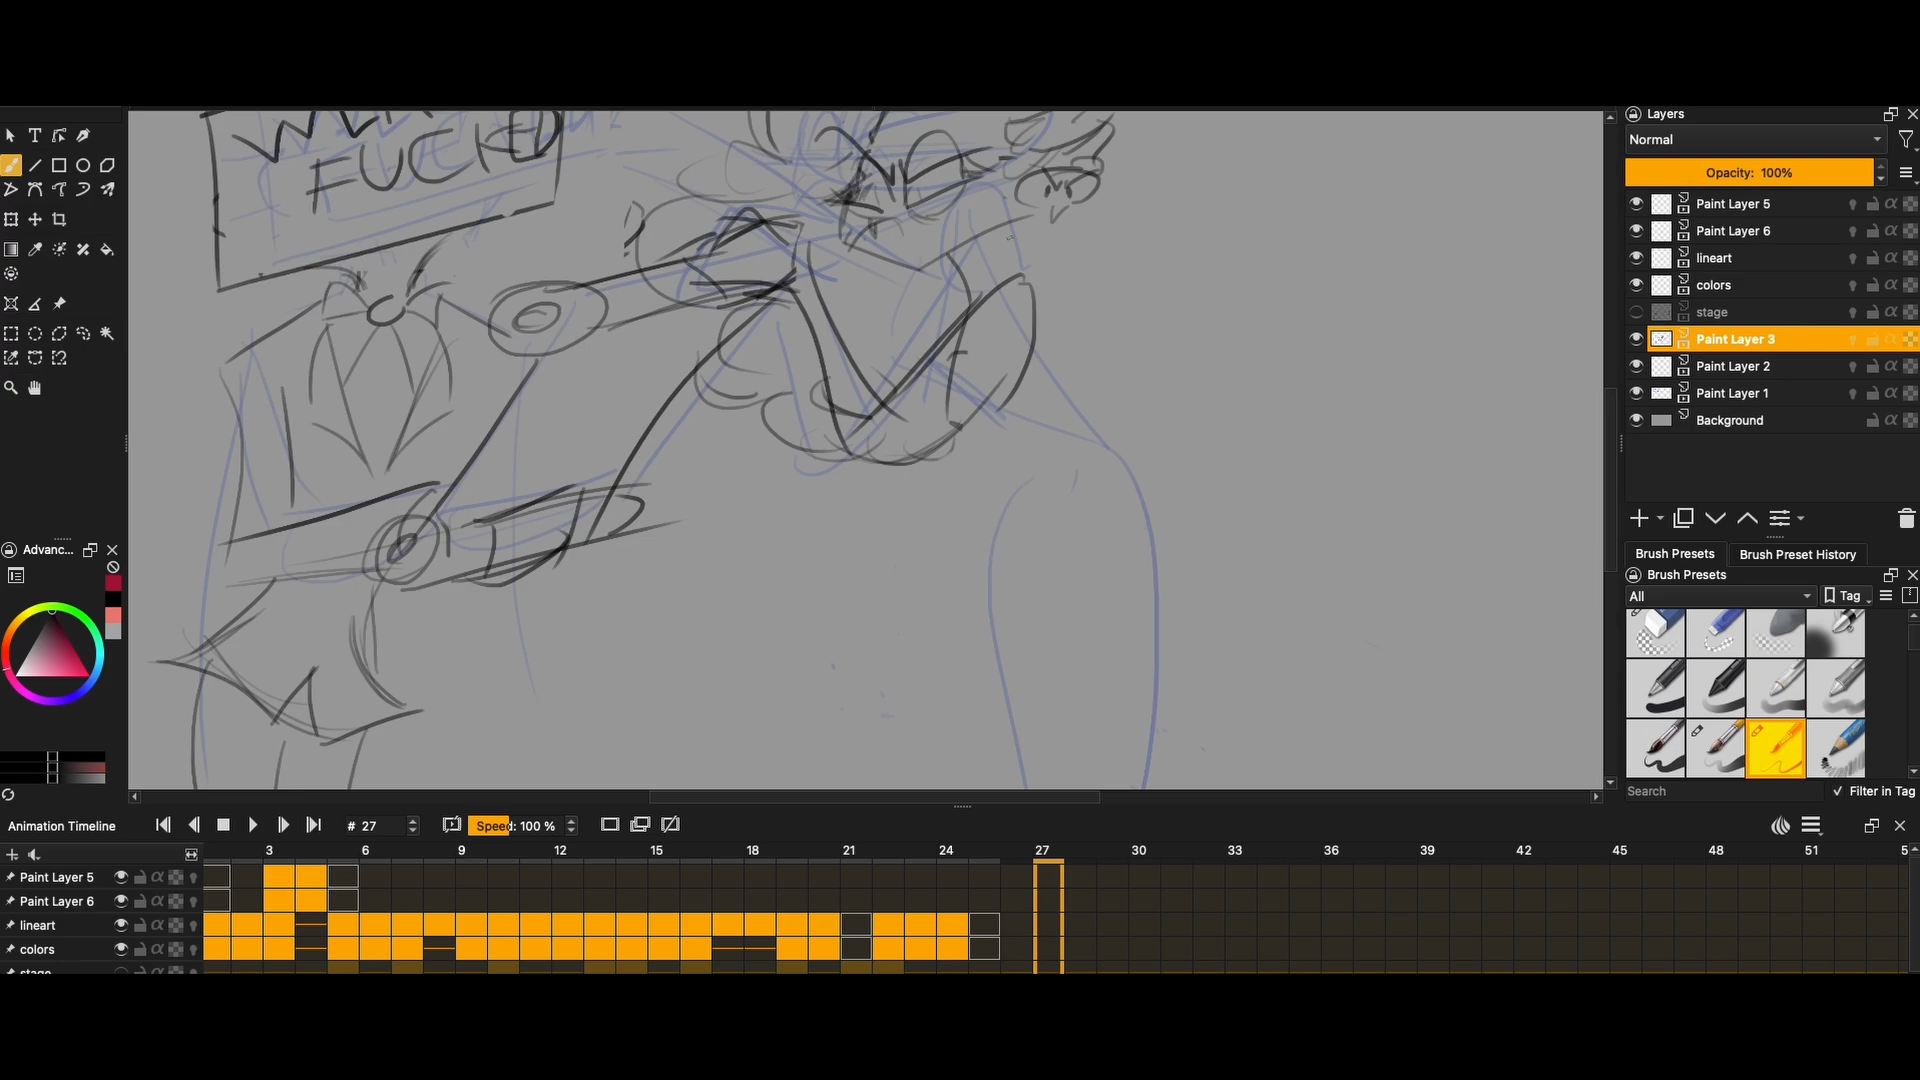 FUCKED
Layers
Normal
Opacity: 100%
Paint Layer 5
Paint Layer 6
lineart
colors
stage
Paint Layer 3
Paint Layer 2
Paint Layer 1
Background
Brush Presets
Brush Preset History
Brush Presets
All
Tag
Search
Filter in Tag
Advanc...
Animation Timeline
# 27
Speed: 100 %
3 6 9 12 15 18 21 24 27 30 33 36 39 42 45 48 51 5
Paint Layer 5
Paint Layer 6
lineart
colors
stage